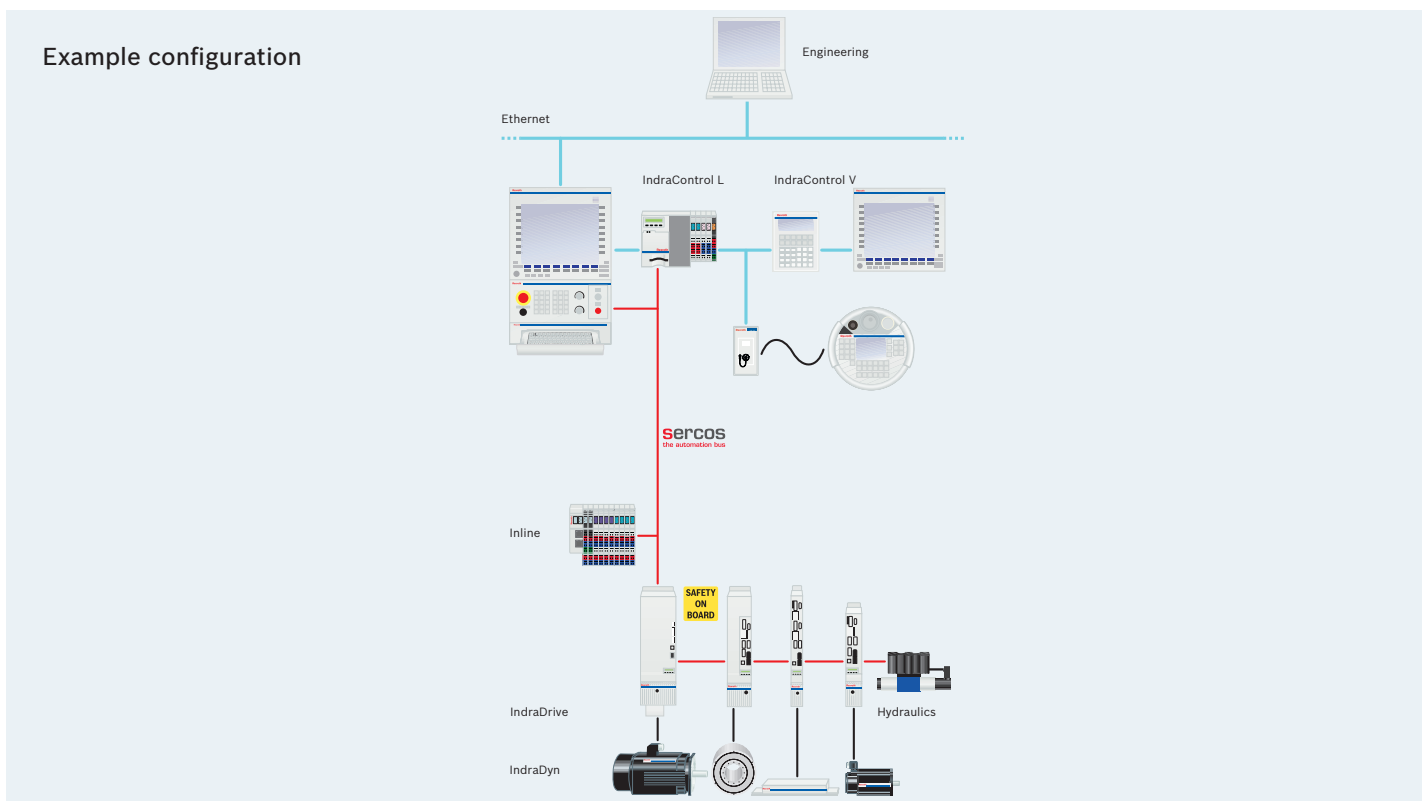 Example configuration
Engineering
Ethernet
IndraControl L
IndraControl V
sercos
the automation bus
Inline
SAFETY
ON
BOARD
IndraDrive
Hydraulics
IndraDyn